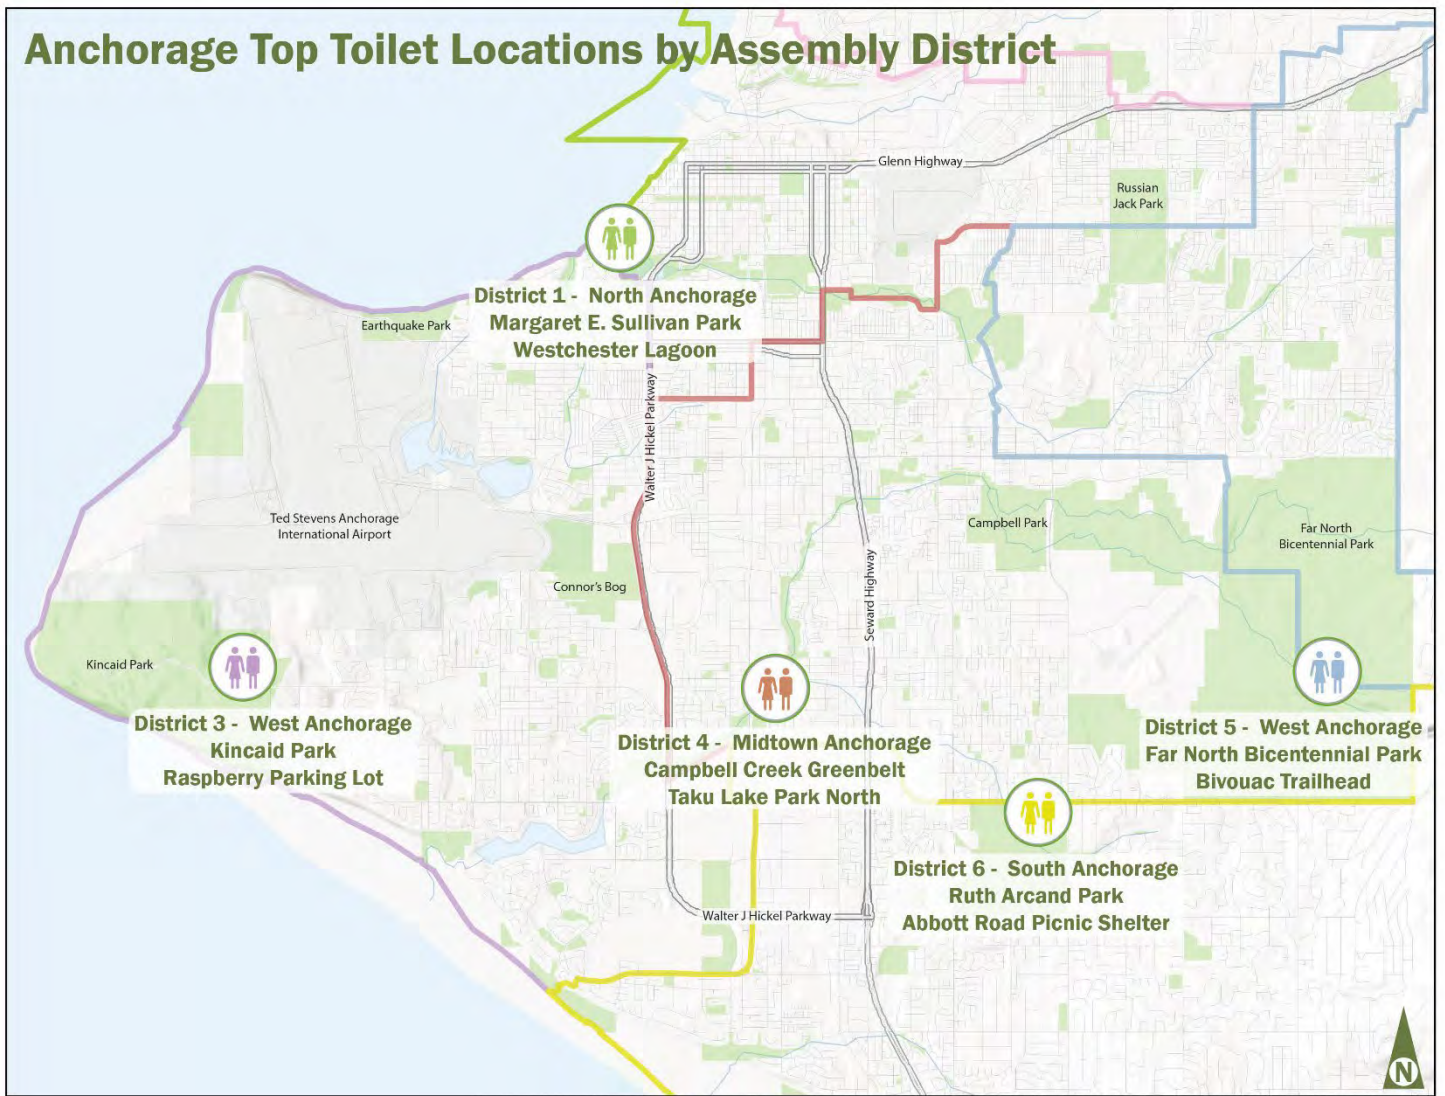 Anchorage Top Toilet Locations by Assembly District
Glenn Highway
Russian
Jack Park
District 1 - North Anchorage
Margaret E. Sullivan Park
Westchester Lagoon
Earthquake Park
Walter J Hickel Parkway
Ted Stevens Anchorage
International Airport
Connor's Bog
Campbell Park
Far North
Bicentennial Park
Seward Highway
Kincaid Park
District 3 - West Anchorage
Kincaid Park
Raspberry Parking Lot
District 4 - Midtown Anchorage
Campbell Creek Greenbelt
Taku Lake Park North
District 5 - West Anchorage
Far North Bicentennial Park
Bivouac Trailhead
District 6 - South Anchorage
Ruth Arcand Park
Abbott Road Picnic Shelter
Walter J Hickel Parkway
N